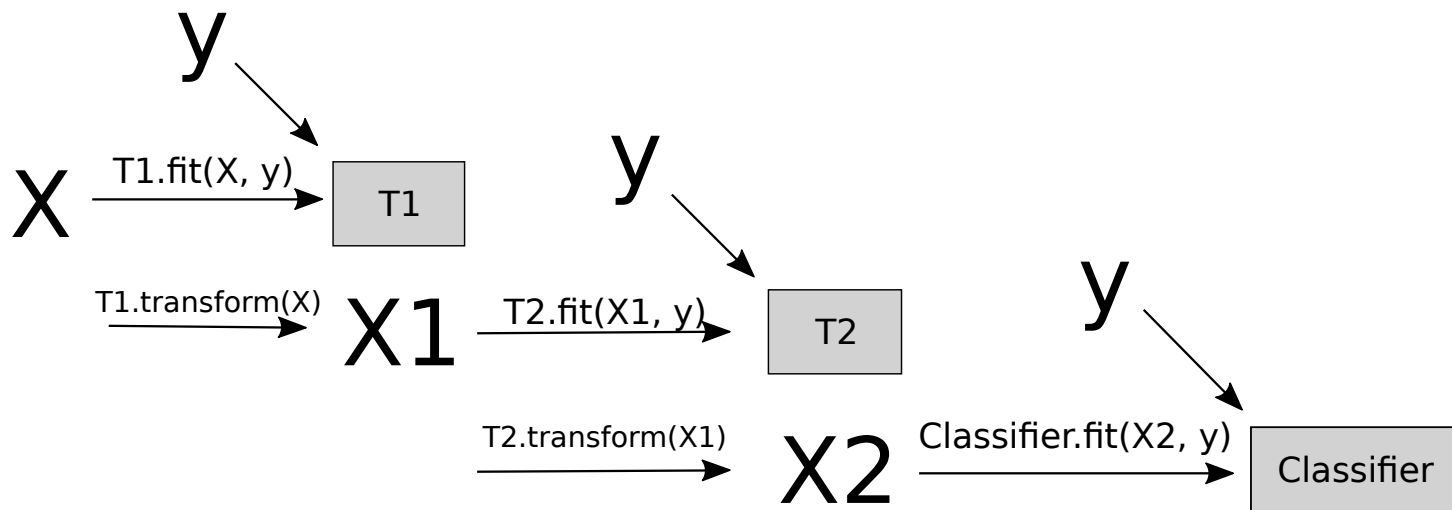 y
X
T1.fit(X, y)
T1
y
T1.transform(X)
X1
T2.fit(X1, y)
T2
y
T2.transform(X1)
X2
Classifier.fit(X2, y)
Classifier